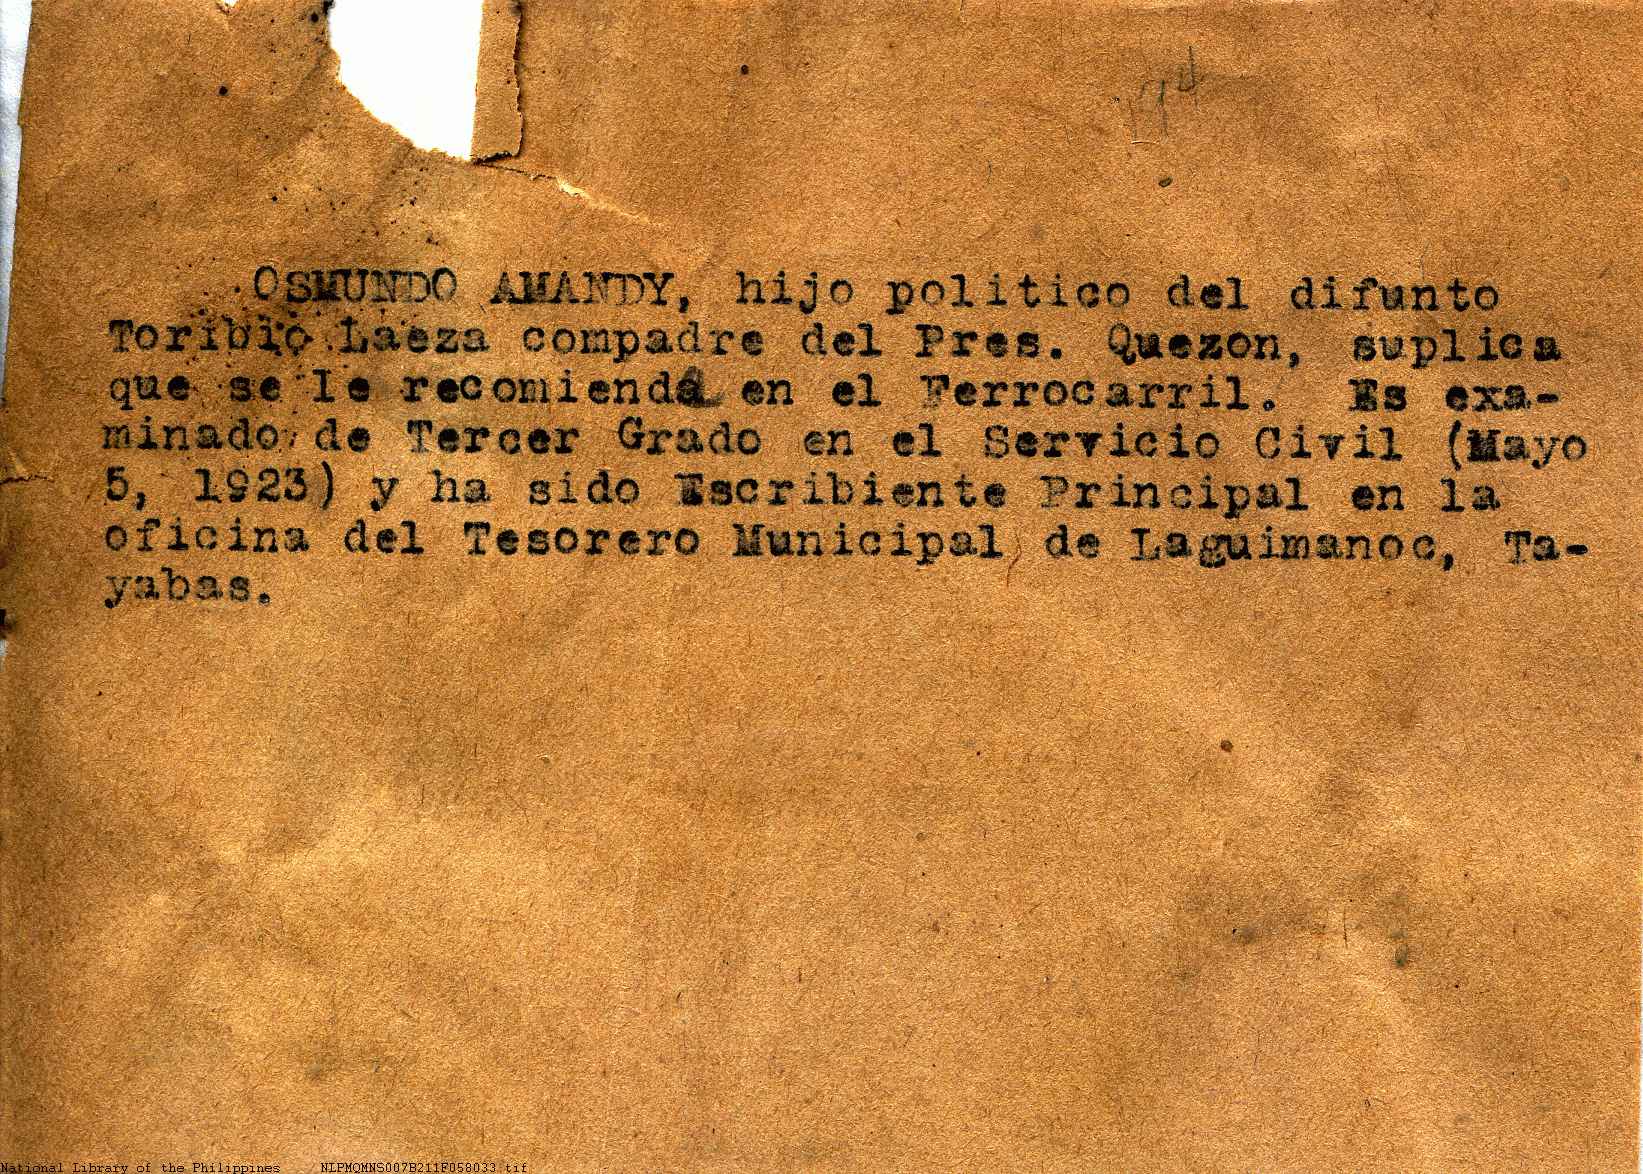 OSMUNDO AMANDY, hijo politico del difunto
Toribio Laeza compadre del Pres. Quezon, suplica
que se le recomiende en el Ferrocarril. Es exa-
minado de Tercer Grado en el Servicio Civil (Mayo
5, 1923) y ha sido Escribiente Principal en la
oficina del Tesorero Municipal de Laguimanoc, Ta-
yabas.
National Library of the Philippines NLPMQMNS007B211F058033.tif